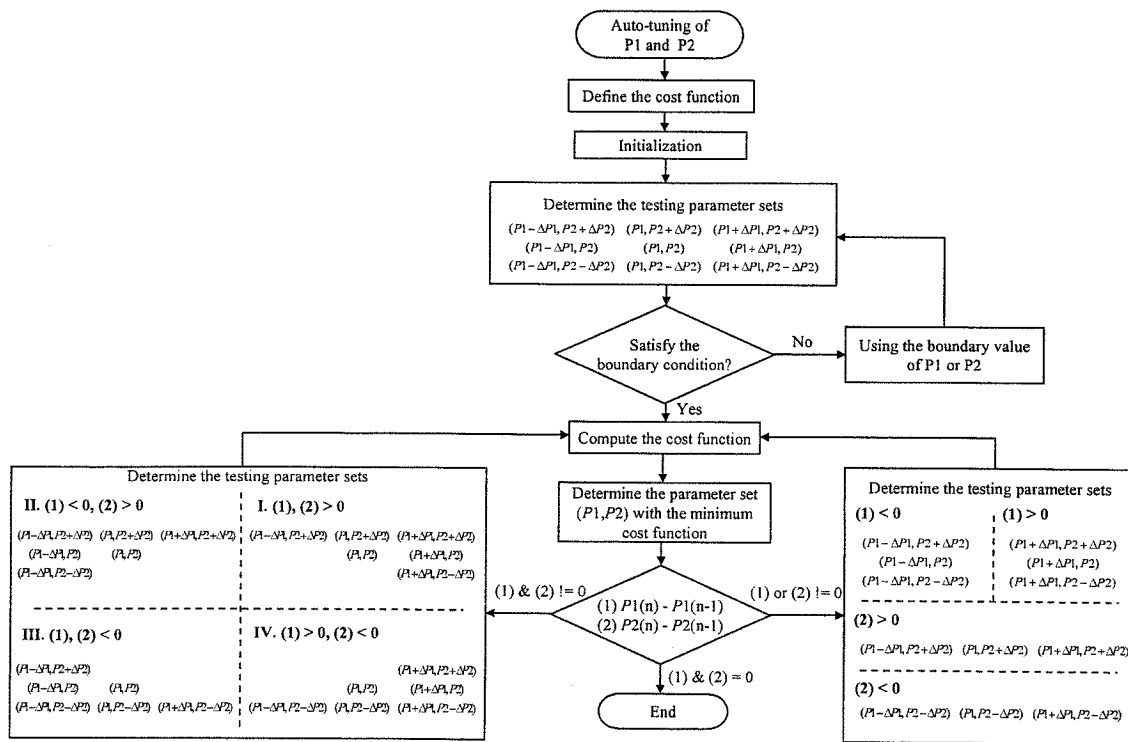 Auto-tuning of
P1 and P2
Define the cost function
Initialization
Determine the testing parameter sets
(P1−ΔP1, P2+ΔP2) (P1, P2+ΔP2) (P1+ΔP1, P2+ΔP2)
(P1−ΔP1, P2) (P1, P2) (P1+ΔP1, P2)
(P1−ΔP1, P2−ΔP2) (P1, P2−ΔP2) (P1+ΔP1, P2−ΔP2)
Satisfy the
boundary condition?
No
Using the boundary value
of P1 or P2
Yes
Compute the cost function
Determine the parameter set
(P1,P2) with the minimum
cost function
(1) P1(n) - P1(n-1)
(2) P2(n) - P2(n-1)
(1) & (2) != 0
(1) or (2) != 0
(1) & (2) = 0
End
Determine the testing parameter sets
II. (1) < 0, (2) > 0
(P1−ΔP1, P2+ΔP2) (P1, P2+ΔP2) (P1+ΔP1, P2+ΔP2)
(P1−ΔP1, P2) (P1, P2)
(P1−ΔP1, P2−ΔP2)
I. (1), (2) > 0
(P1−ΔP1, P2+ΔP2) (P1, P2+ΔP2) (P1+ΔP1, P2+ΔP2)
(P1, P2) (P1+ΔP1, P2)
(P1+ΔP1, P2−ΔP2)
III. (1), (2) < 0
(P1−ΔP1, P2+ΔP2)
(P1−ΔP1, P2) (P1, P2)
(P1−ΔP1, P2−ΔP2) (P1, P2−ΔP2) (P1+ΔP1, P2−ΔP2)
IV. (1) > 0, (2) < 0
(P1+ΔP1, P2+ΔP2)
(P1, P2) (P1+ΔP1, P2)
(P1−ΔP1, P2−ΔP2) (P1, P2−ΔP2) (P1+ΔP1, P2−ΔP2)
Determine the testing parameter sets
(1) < 0
(P1−ΔP1, P2+ΔP2)
(P1−ΔP1, P2)
(P1−ΔP1, P2−ΔP2)
(1) > 0
(P1+ΔP1, P2+ΔP2)
(P1+ΔP1, P2)
(P1+ΔP1, P2−ΔP2)
(2) > 0
(P1−ΔP1, P2+ΔP2) (P1, P2+ΔP2) (P1+ΔP1, P2+ΔP2)
(2) < 0
(P1−ΔP1, P2−ΔP2) (P1, P2−ΔP2) (P1+ΔP1, P2−ΔP2)